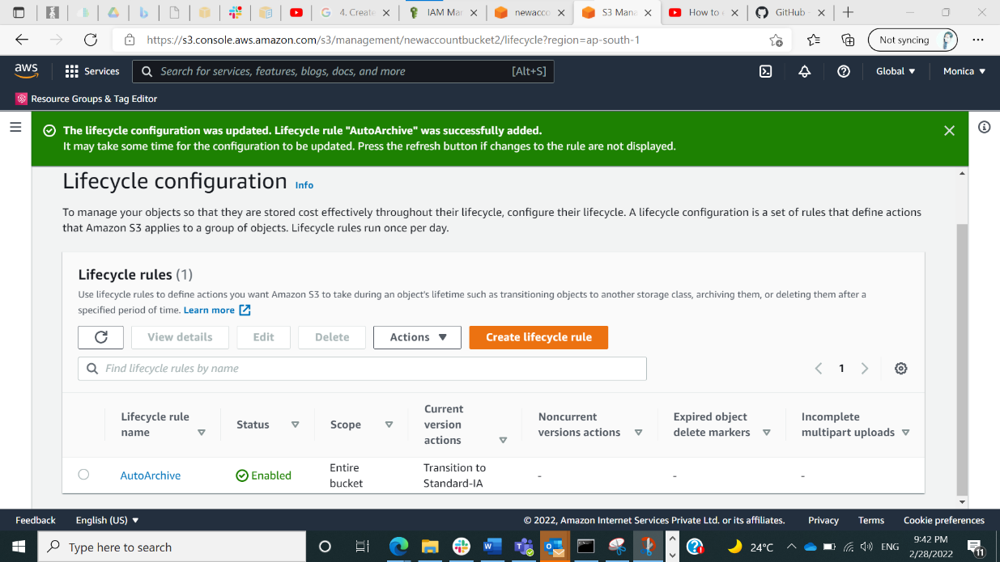 4. Create
IAM Ma
newacco
S3 Mana
How to
GitHub
https://s3.console.aws.amazon.com/s3/management/newaccountbucket2/lifecycle?region=ap-south-1
Not syncing
aws
Services
Search for services, features, blogs, docs, and more
[Alt+S]
Global
Monica
Resource Groups & Tag Editor
The lifecycle configuration was updated. Lifecycle rule "AutoArchive" was successfully added.
It may take some time for the configuration to be updated. Press the refresh button if changes to the rule are not displayed.
Lifecycle configuration Info
To manage your objects so that they are stored cost effectively throughout their lifecycle, configure their lifecycle. A lifecycle configuration is a set of rules that define actions
that Amazon S3 applies to a group of objects. Lifecycle rules run once per day.
Lifecycle rules (1)
Use lifecycle rules to define actions you want Amazon S3 to take during an object's lifetime such as transitioning objects to another storage class, archiving them, or deleting them after a
specified period of time. Learn more
View details
Edit
Delete
Actions
Create lifecycle rule
Find lifecycle rules by name
1
Lifecycle rule
name
Status
Scope
Current
version
actions
Noncurrent
versions actions
Expired object
delete markers
Incomplete
multipart uploads
AutoArchive
Enabled
Entire
bucket
Transition to
Standard-IA
-
-
-
Feedback
English (US)
© 2022, Amazon Internet Services Private Ltd. or its affiliates.
Privacy
Terms
Cookie preferences
Type here to search
24°C
ENG
9:42 PM
2/28/2022
11